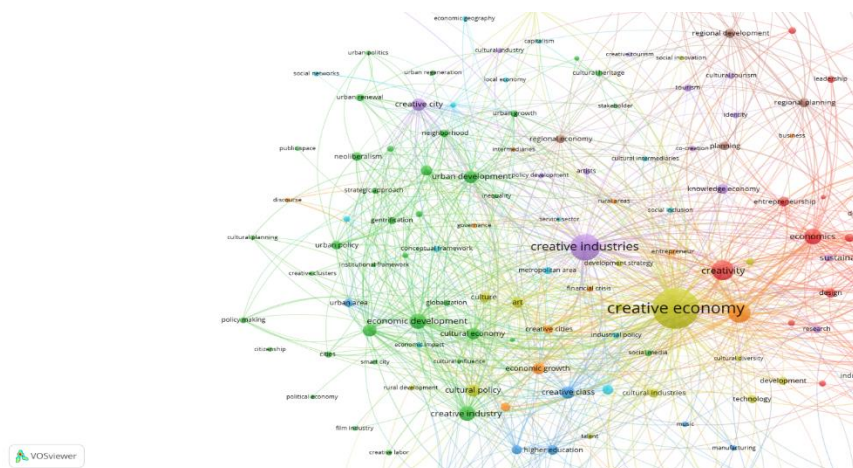 economic geography
capitalism
regional development
urban politics
cultural industry
creative tourism
social innovation
social networks
urban regeneration
local economy
cultural heritage
cultural tourism
leadership
tourism
urban renewal
creative city
stakeholder
regional planning
urban growth
identity
neighborhood
business
public space
intermediaries
regional economy
co-creation
planning
neoliberalism
cultural intermediaries
urban development
policy development
artists
strategic approach
inequality
knowledge economy
discourse
rural areas
entrepreneurship
social inclusion
gentrification
service sector
governance
cultural planning
economics
urban policy
conceptual framework
creative industries
entrepreneur
sustaina
institutional framework
development strategy
creative clusters
metropolitan area
creativity
urban area
financial crisis
globalization
culture
art
design
creative economy
policy making
economic development
creative cities
industrial policy
research
cultural economy
citizenship
economic impact
cities
social media
smart city
cultural influence
cultural diversity
economic growth
rural development
development
political economy
cultural policy
creative class
cultural industries
technology
creative industry
film industry
music
talent
creative labor
higher education
manufacturing
VOSviewer